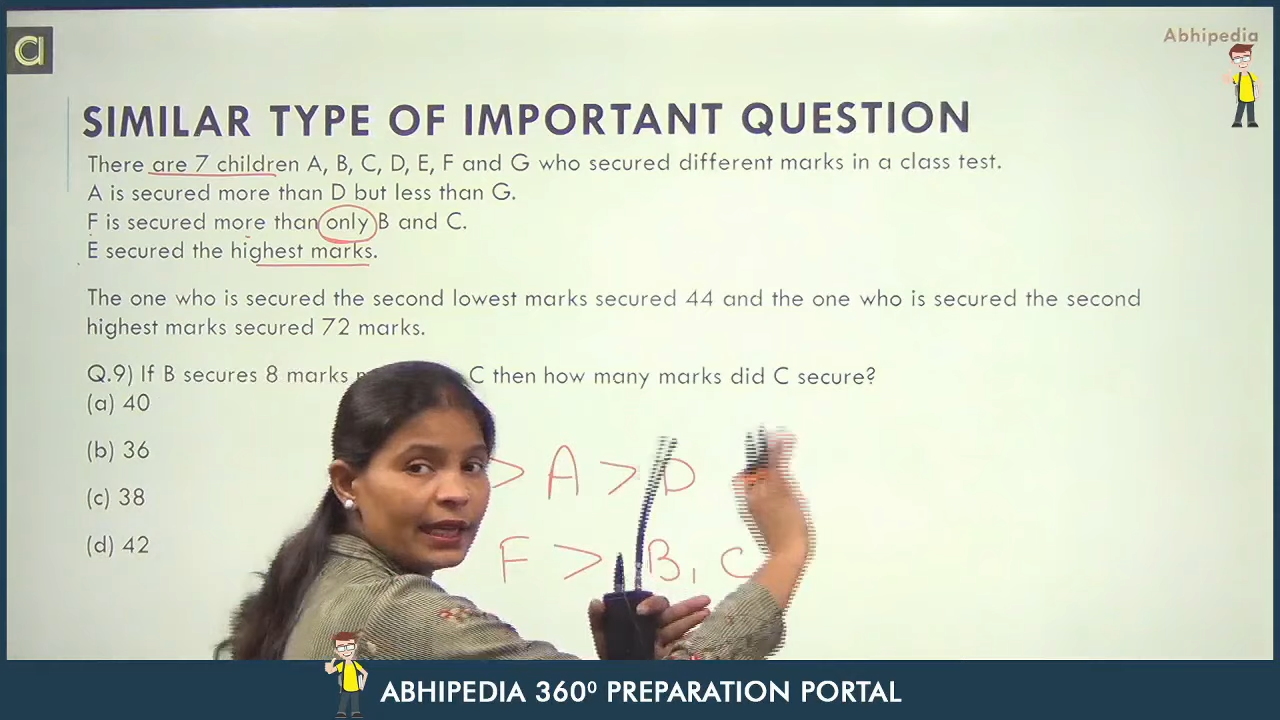 Abhipedia
SIMILAR TYPE OF IMPORTANT QUESTION
There are 7 children A, B, C, D, E, F and G who secured different marks in a class test.
A is secured more than D but less than G.
F is secured more than only B and C.
E secured the highest marks.
The one who is secured the second lowest marks secured 44 and the one who is secured the second
highest marks secured 72 marks.
Q.9) If B secures 8 marks C then how many marks did C secure?
(a) 40
(b) 36
(c) 38
(d) 42
> A > D
F > B, C
ABHIPEDIA 360⁰ PREPARATION PORTAL